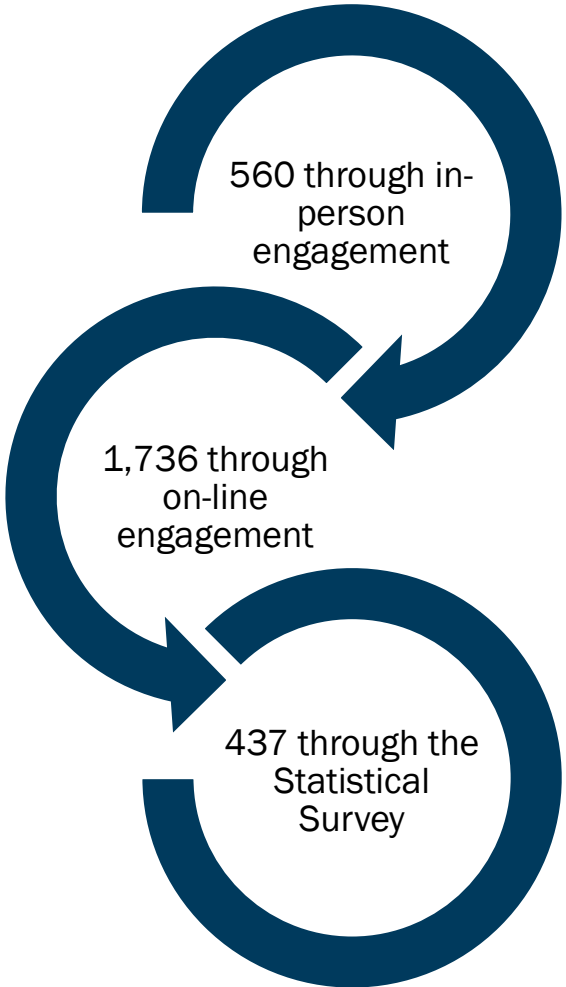 560 through in-
person
engagement
1,736 through
on-line
engagement
437 through the
Statistical
Survey